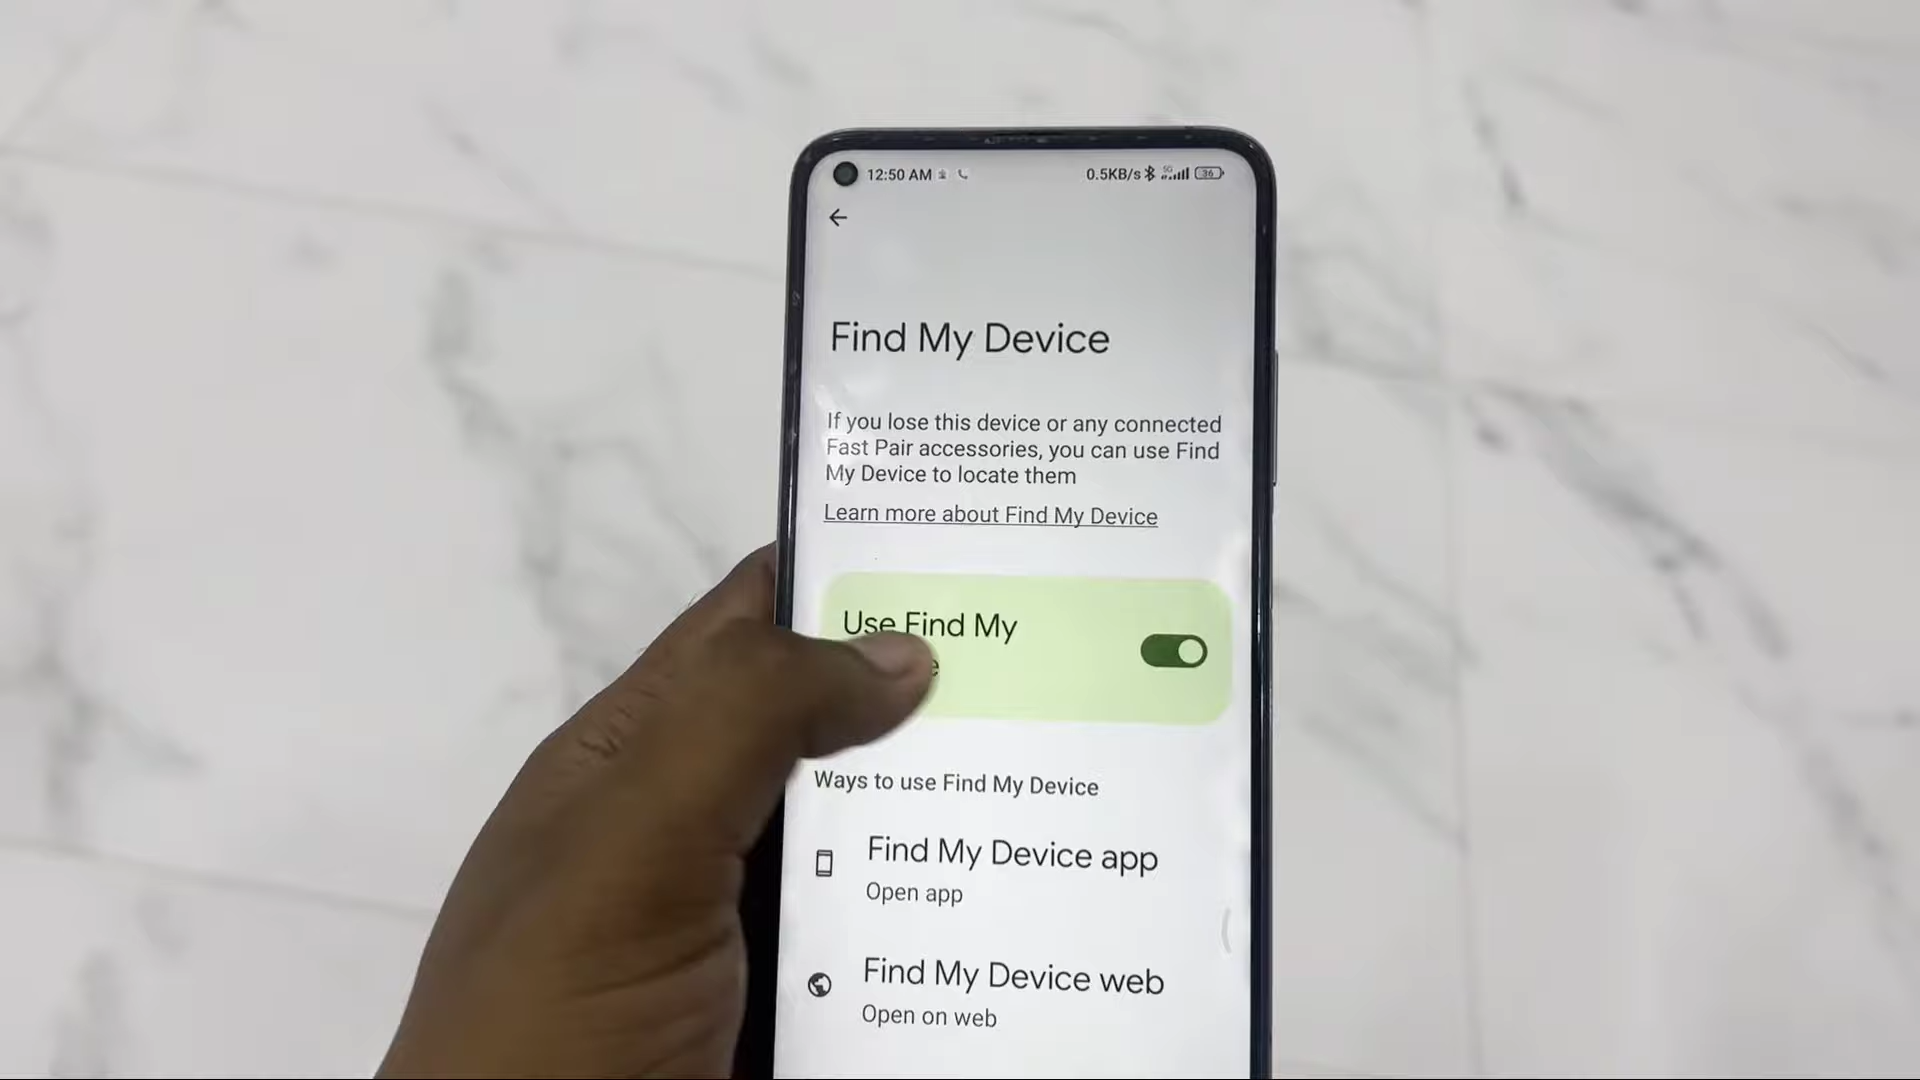 12:50 AM
0.5KB/s 5G 36
Find My Device
If you lose this device or any connected
Fast Pair accessories, you can use Find
My Device to locate them
Learn more about Find My Device
Use Find My
Ways to use Find My Device
Find My Device app
Open app
Find My Device web
Open on web